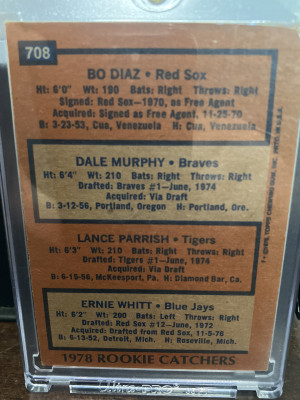 708
BO DIAZ • Red Sox
Ht: 6'0" Wt: 190 Bats: Right Throws: Right
Signed: Red Sox-1970, as Free Agent
Acquired: Signed as Free Agent, 11-25-70
B: 3-23-53, Cua, Venezuela H: Cua, Venezuela
DALE MURPHY • Braves
Ht: 6'4" Wt: 210 Bats: Right Throws: Right
Drafted: Braves #1-June, 1974
Acquired: Via Draft
B: 3-12-56, Portland, Oregon H: Portland, Ore.
LANCE PARRISH • Tigers
Ht: 6'3" Wt: 210 Bats: Right Throws: Right
Drafted: Tigers #1-June, 1974
Acquired: Via Draft
B: 6-15-56, McKeesport, Pa. H: Diamond Bar, Ca.
ERNIE WHITT • Blue Jays
Ht: 6'2" Wt: 200 Bats: Left Throws: Right
Drafted: Red Sox #12-June, 1972
Acquired: Drafted from Red Sox, 11-5-76
B: 6-13-52, Detroit, Mich. H: Roseville, Mich.
1978 ROOKIE CATCHERS
Ultra PRO